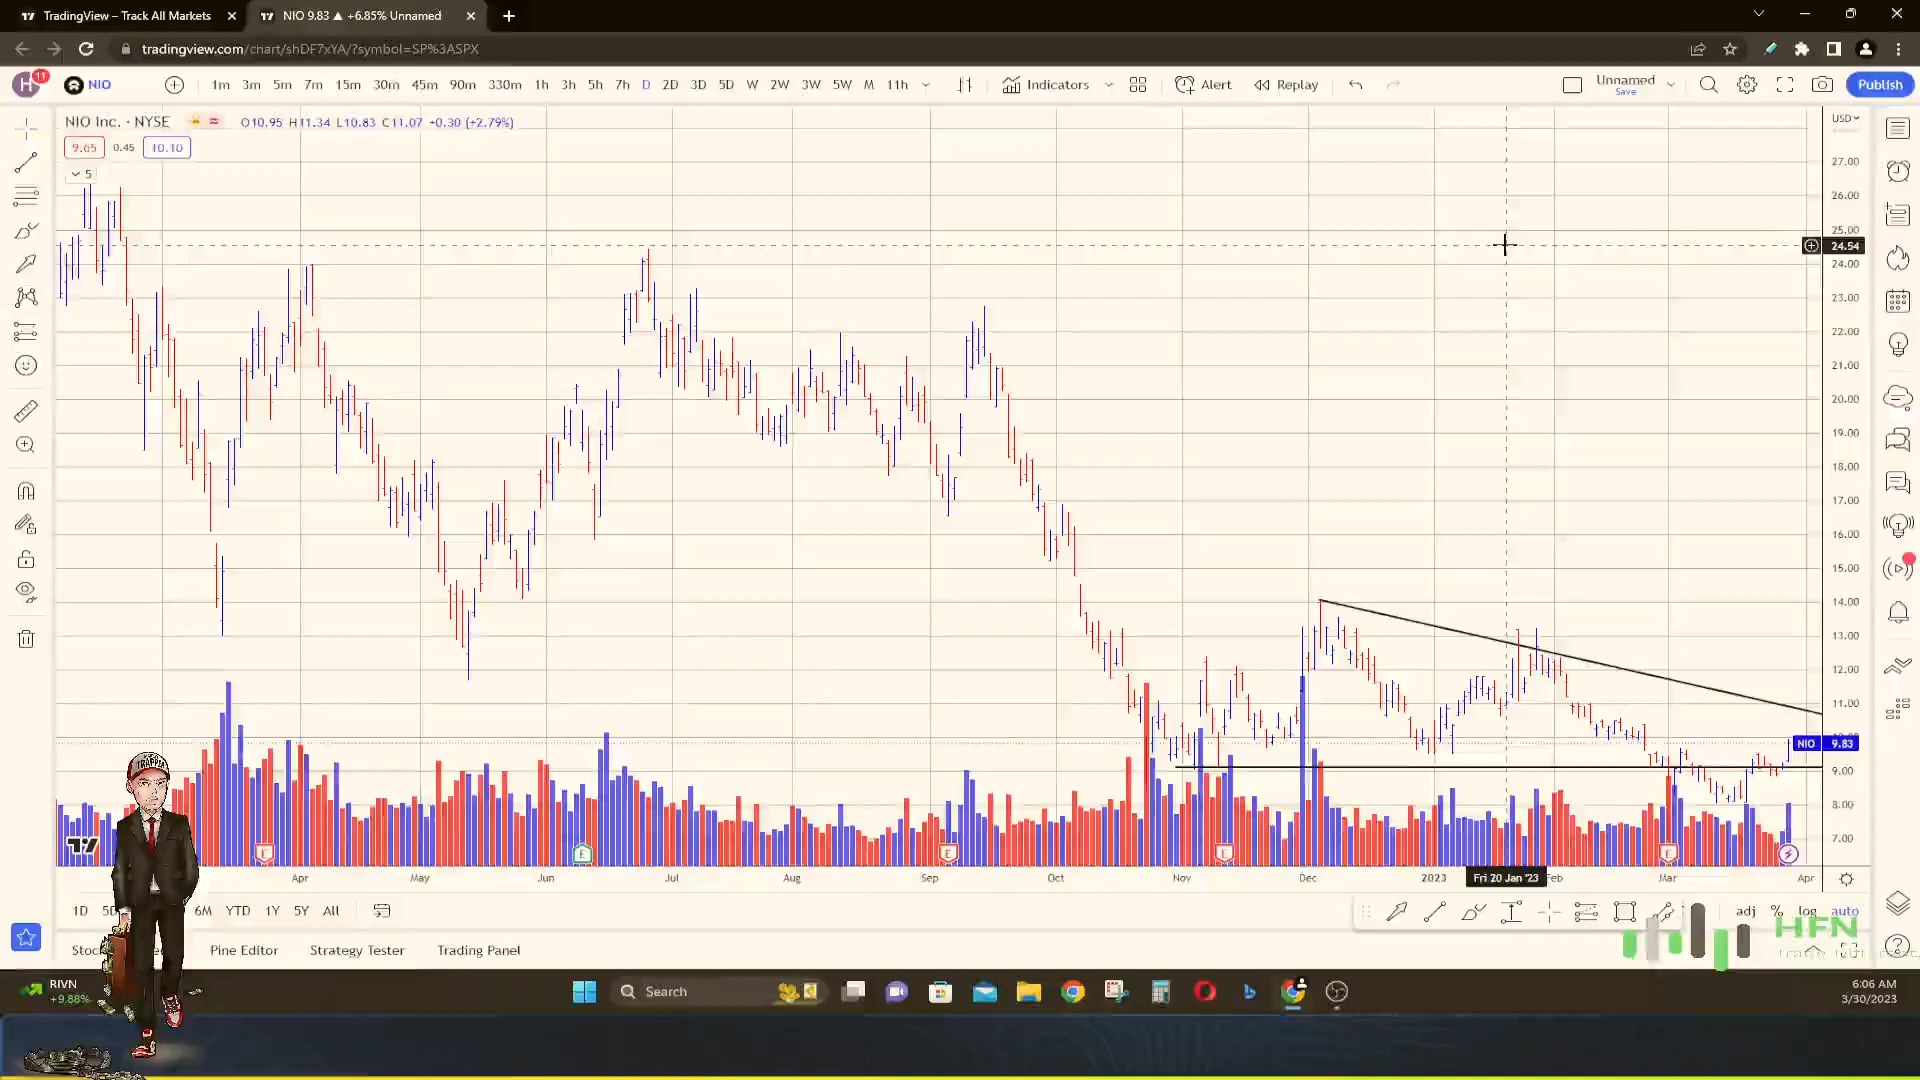 TradingView – Track All Markets
NIO 9.83 ▲ +6.85% Unnamed
tradingview.com/chart/shDF7xYA/?symbol=SP%3ASPX
H 11 NIO 1m 3m 5m 7m 15m 30m 45m 90m 330m 1h 3h 5h 7h D 2D 3D 5D W 2W 3W 5W M 11h Indicators Alert Replay Unnamed Save Publish
NIO Inc. · NYSE O10.95 H11.34 L10.83 C11.07 +0.30 (+2.79%)
USD
9.65 0.45 10.10
5
27.00
26.00
25.00
24.54
24.00
23.00
22.00
21.00
20.00
19.00
18.00
17.00
16.00
15.00
14.00
13.00
12.00
11.00
NIO 9.83
9.00
8.00
7.00
TRAPPER
E E E E E
Apr May Jun Jul Aug Sep Oct Nov Dec 2023 Fri 20 Jan '23 Feb Mar Apr
1D 6M YTD 1Y 5Y All adj % log auto
HFN
Pine Editor Strategy Tester Trading Panel
RIVN
+9.88%
Search
6:06 AM
3/30/2023